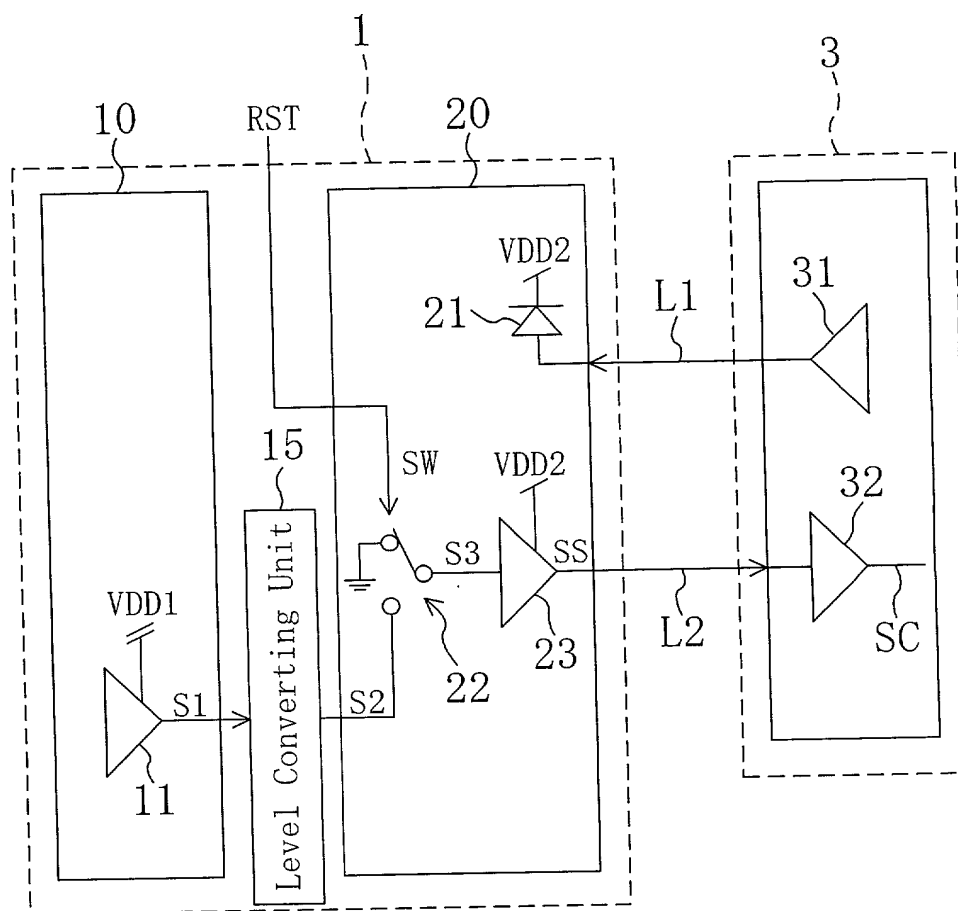 1
3
10
RST
20
VDD2
21
L1
31
15
SW
VDD2
32
S3
SS
VDD1
23
L2
SC
22
S1
S2
11
Level Converting Unit